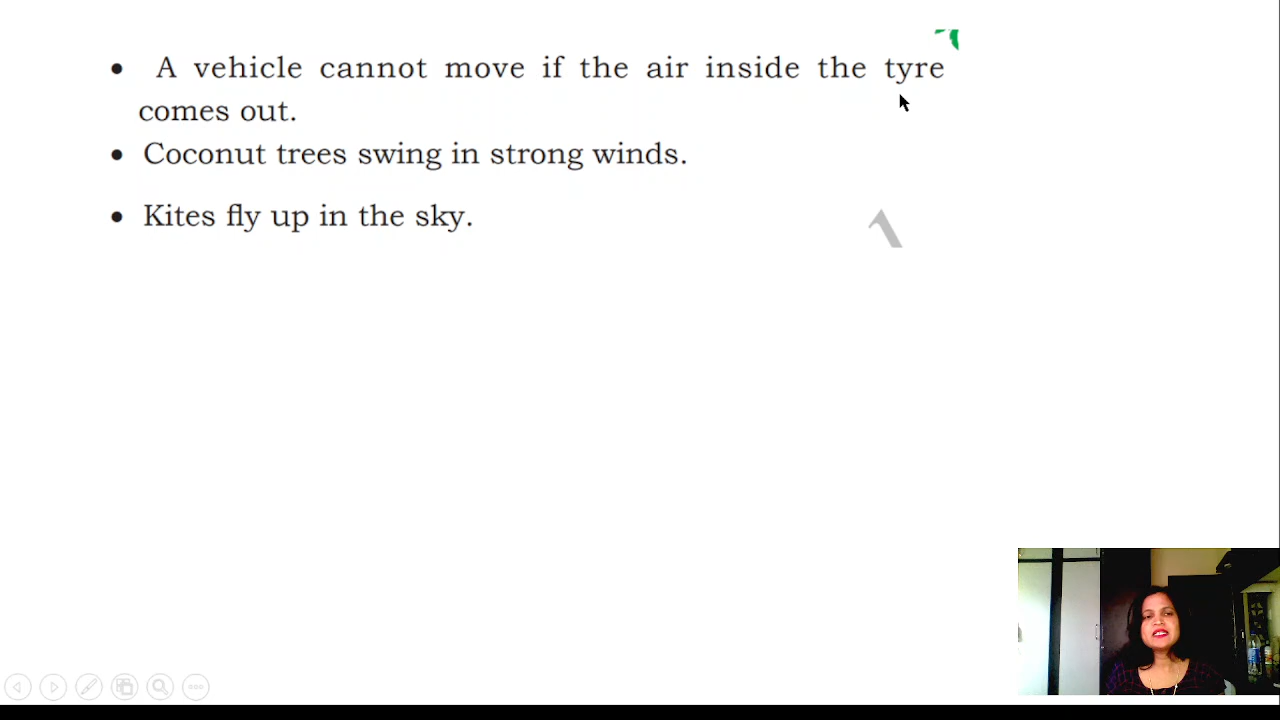 • A vehicle cannot move if the air inside the tyre
comes out.
• Coconut trees swing in strong winds.
• Kites fly up in the sky.